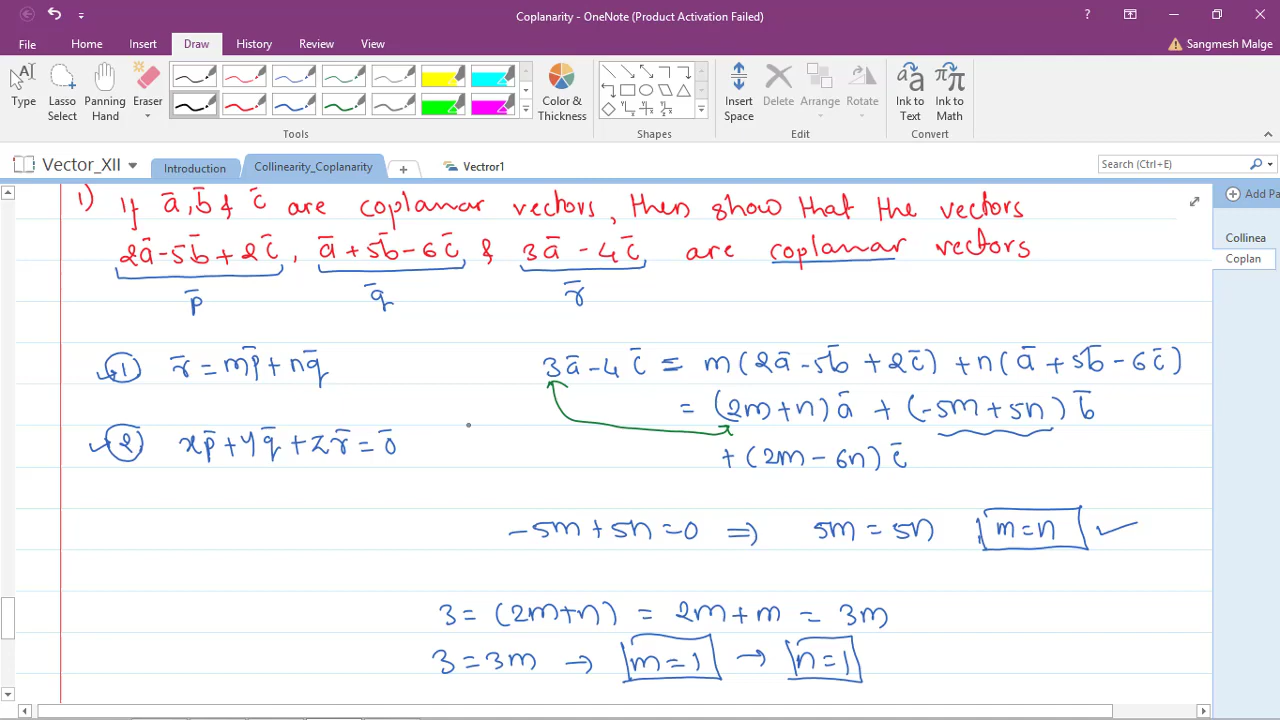 Coplanarity - OneNote (Product Activation Failed)
?
File Home Insert Draw History Review View Sangmesh Malge
Type Lasso Select Panning Hand Eraser Color & Thickness Insert Space Delete Arrange Rotate Ink to Text Ink to Math
Tools Shapes Edit Convert
Vector_XII Introduction Collinearity_Coplanarity Vectror1 Search (Ctrl+E)
Add Pa
Collinea
Coplan
1) If a̅, b̅ & c̅ are coplanar vectors, then show that the vectors
2a̅ - 5b̅ + 2c̅, a̅ + 5b̅ - 6c̅ & 3a̅ - 4c̅ are coplanar vectors
p̅ q̅ r̅
① r̅ = mp̅ + nq̅ 3a̅ - 4c̅ = m(2a̅ - 5b̅ + 2c̅) + n(a̅ + 5b̅ - 6c̅)
= (2m+n)a̅ + (-5m+5n)b̅
② xp̅ + yq̅ + zr̅ = 0̅ + (2m - 6n)c̅
-5m + 5n = 0 ⇒ 5m = 5n m=n ✓
3 = (2m+n) = 2m+m = 3m
3 = 3m → m=1 → n=1